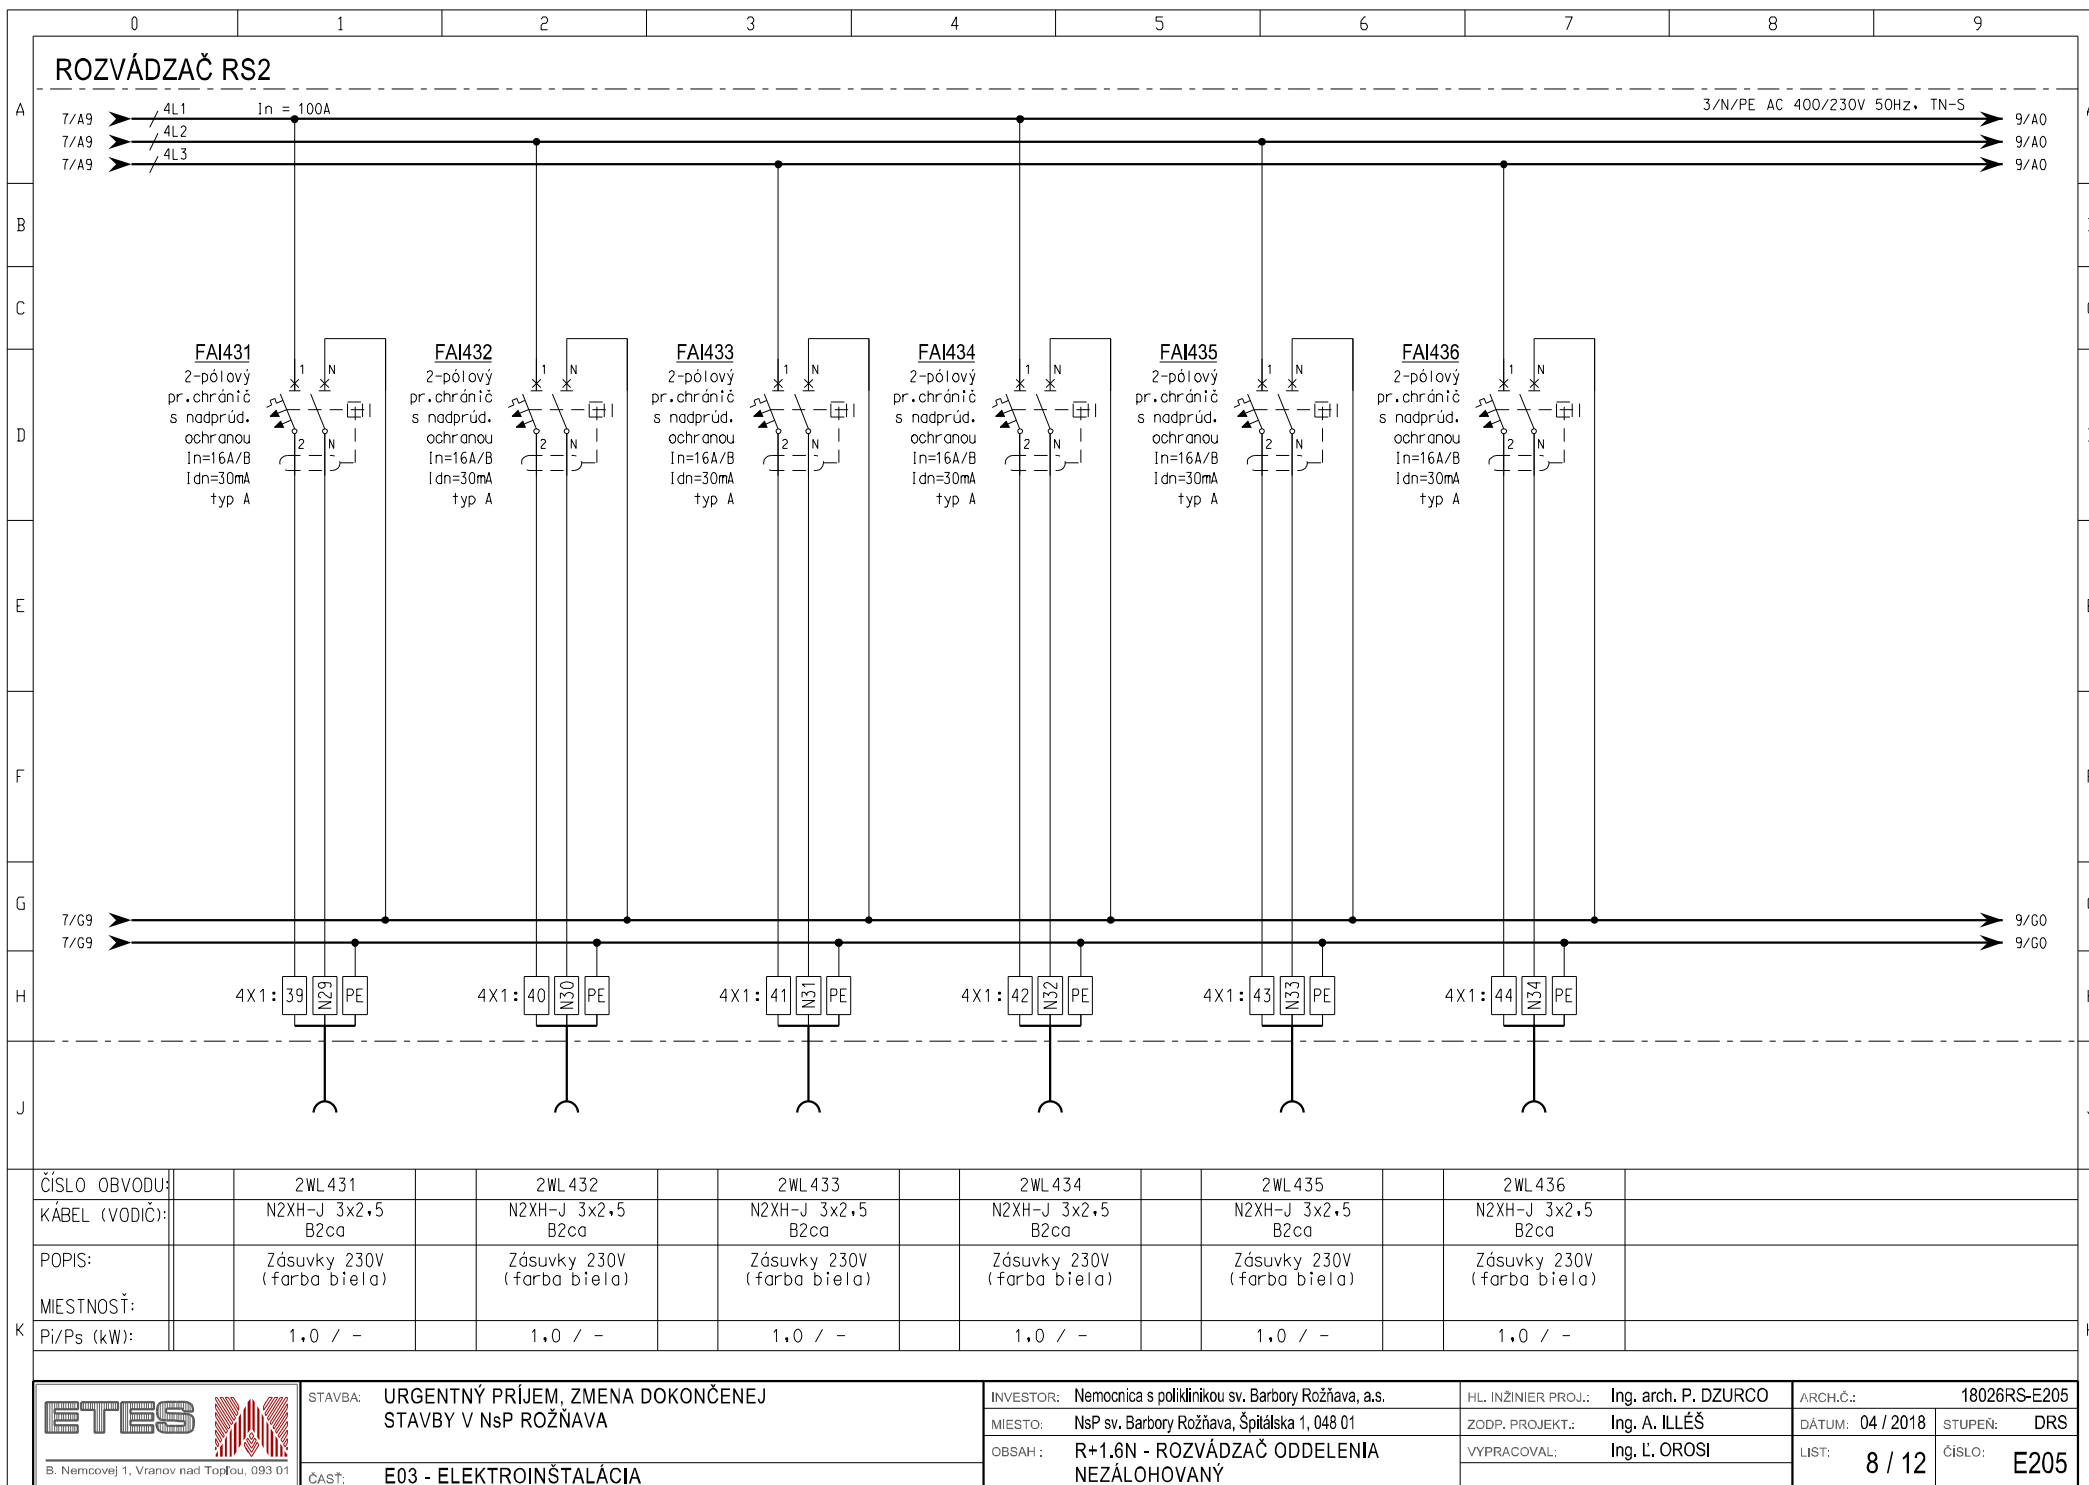 0 1 2 3 4 5 6 7 8 9
ROZVÁDZAČ RS2
A
7/A9 4L1 In = 100A 3/N/PE AC 400/230V 50Hz, TN-S 9/A0
7/A9 4L2 9/A0
7/A9 4L3 9/A0
B
C
D
FAI431
2-pólový
pr.chránič
s nadprúd.
ochranou
In=16A/B
Idn=30mA
typ A
1 N
2 N
FAI432
2-pólový
pr.chránič
s nadprúd.
ochranou
In=16A/B
Idn=30mA
typ A
1 N
2 N
FAI433
2-pólový
pr.chránič
s nadprúd.
ochranou
In=16A/B
Idn=30mA
typ A
1 N
2 N
FAI434
2-pólový
pr.chránič
s nadprúd.
ochranou
In=16A/B
Idn=30mA
typ A
1 N
2 N
FAI435
2-pólový
pr.chránič
s nadprúd.
ochranou
In=16A/B
Idn=30mA
typ A
1 N
2 N
FAI436
2-pólový
pr.chránič
s nadprúd.
ochranou
In=16A/B
Idn=30mA
typ A
1 N
2 N
E
F
G
7/G9 9/G0
7/G9 9/G0
H
4X1: 39 N29 PE 4X1: 40 N30 PE 4X1: 41 N31 PE 4X1: 42 N32 PE 4X1: 43 N33 PE 4X1: 44 N34 PE
J
ČÍSLO OBVODU: 2WL431 2WL432 2WL433 2WL434 2WL435 2WL436
KÁBEL (VODIČ): N2XH-J 3x2,5 N2XH-J 3x2,5 N2XH-J 3x2,5 N2XH-J 3x2,5 N2XH-J 3x2,5 N2XH-J 3x2,5
B2ca B2ca B2ca B2ca B2ca B2ca
POPIS: Zásuvky 230V Zásuvky 230V Zásuvky 230V Zásuvky 230V Zásuvky 230V Zásuvky 230V
(farba biela) (farba biela) (farba biela) (farba biela) (farba biela) (farba biela)
MIESTNOSŤ:
K
Pi/Ps (kW): 1,0 / - 1,0 / - 1,0 / - 1,0 / - 1,0 / - 1,0 / -
ETES
B. Nemcovej 1, Vranov nad Topľou, 093 01
STAVBA: URGENTNÝ PRÍJEM, ZMENA DOKONČENEJ
STAVBY V NsP ROŽŇAVA
ČASŤ: E03 - ELEKTROINŠTALÁCIA
INVESTOR: Nemocnica s poliklinikou sv. Barbory Rožňava, a.s.
MIESTO: NsP sv. Barbory Rožňava, Špitálska 1, 048 01
OBSAH : R+1.6N - ROZVÁDZAČ ODDELENIA
NEZÁLOHOVANÝ
HL. INŽINIER PROJ.: Ing. arch. P. DZURCO
ZODP. PROJEKT.: Ing. A. ILLÉŠ
VYPRACOVAL: Ing. Ľ. OROSI
ARCH.Č.: 18026RS-E205
DÁTUM: 04 / 2018 STUPEŇ: DRS
LIST: 8 / 12 ČÍSLO: E205